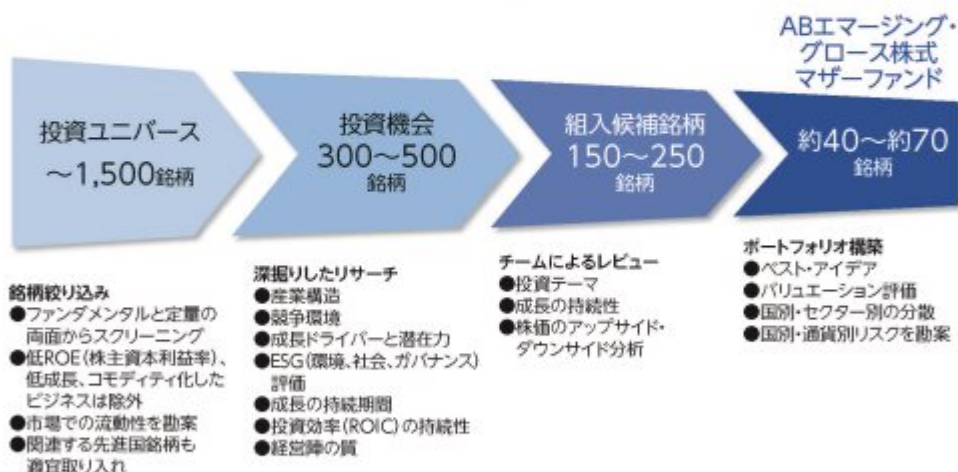 ABエマージング・
グロース株式
マザーファンド
投資ユニバース
～1,500銘柄
投資機会
300～500
銘柄
組入候補銘柄
150～250
銘柄
約40～約70
銘柄
銘柄絞り込み
●ファンダメンタルと定量の
両面からスクリーニング
●低ROE(株主資本利益率)、
低成長、コモディティ化した
ビジネスは除外
●市場での流動性を勘案
●関連する先進国銘柄も
適宜取り入れ
深掘りしたリサーチ
●産業構造
●競争環境
●成長ドライバーと潜在力
●ESG(環境、社会、ガバナンス)
評価
●成長の持続期間
●投資効率(ROIC)の持続性
●経営陣の質
チームによるレビュー
●投資テーマ
●成長の持続性
●株価のアップサイド・
ダウンサイド分析
ポートフォリオ構築
●ベスト・アイデア
●バリュエーション評価
●国別・セクター別の分散
●国別・通貨別リスクを勘案